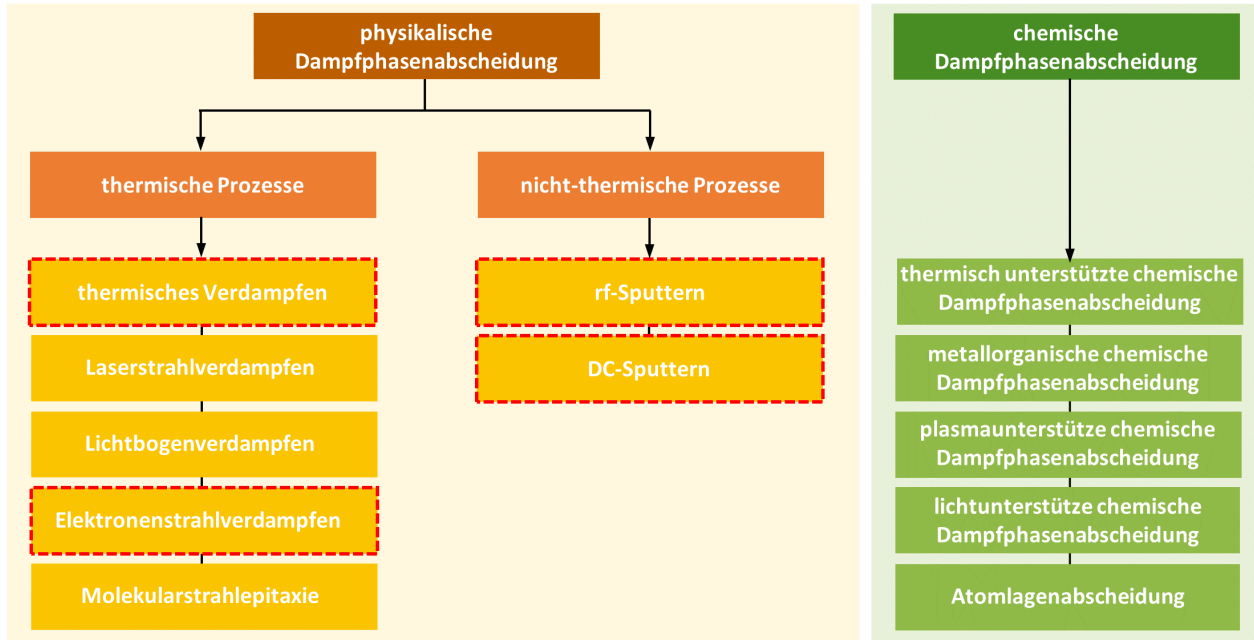 physikalische
Dampfphasenabscheidung
thermische Prozesse
thermisches Verdampfen
Laserstrahlverdampfen
Lichtbogenverdampfen
Elektronenstrahlverdampfen
Molekularstrahlepitaxie
nicht-thermische Prozesse
rf-Sputtern
DC-Sputtern
chemische
Dampfphasenabscheidung
thermisch unterstützte chemische
Dampfphasenabscheidung
metallorganische chemische
Dampfphasenabscheidung
plasmaunterstütze chemische
Dampfphasenabscheidung
lichtunterstütze chemische
Dampfphasenabscheidung
Atomlagenabscheidung